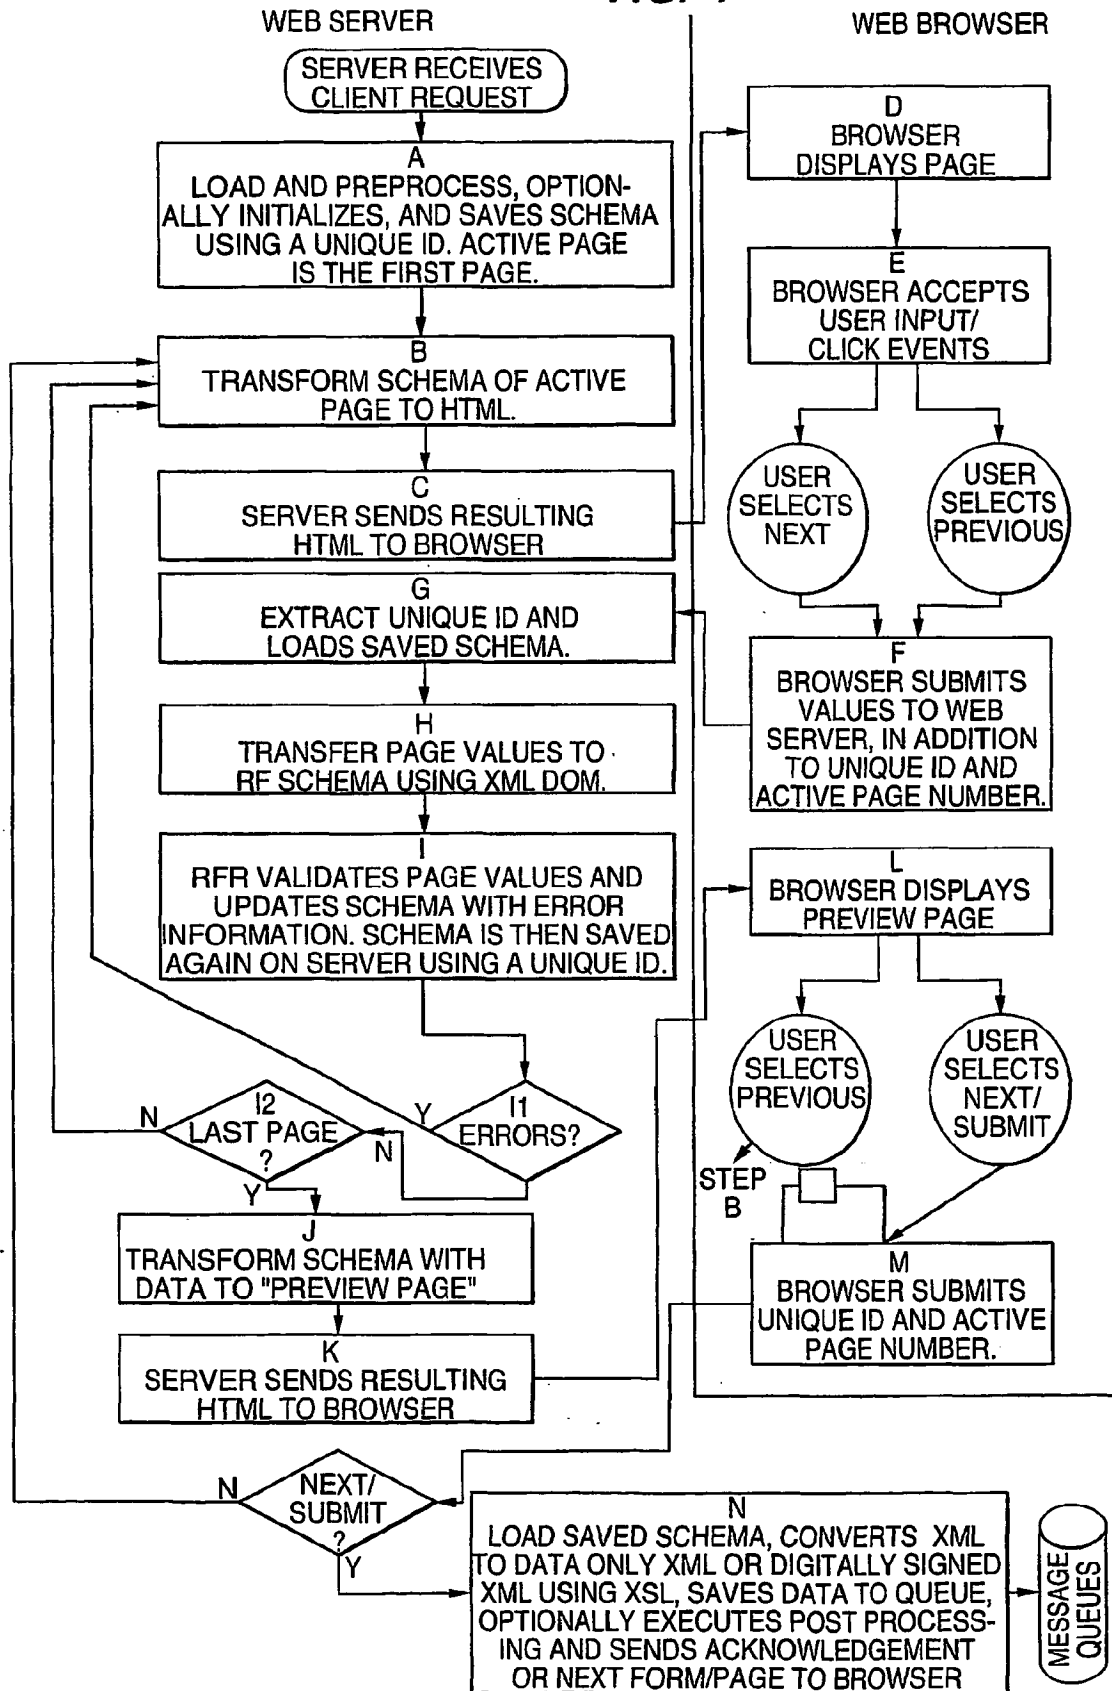 WEB SERVER
SERVER RECEIVES
CLIENT REQUEST
A
LOAD AND PREPROCESS, OPTION-
ALLY INITIALIZES, AND SAVES SCHEMA
USING A UNIQUE ID. ACTIVE PAGE
IS THE FIRST PAGE.
B
TRANSFORM SCHEMA OF ACTIVE
PAGE TO HTML.
C
SERVER SENDS RESULTING
HTML TO BROWSER
G
EXTRACT UNIQUE ID AND
LOADS SAVED SCHEMA.
H
TRANSFER PAGE VALUES TO
RF SCHEMA USING XML DOM.
I
RFR VALIDATES PAGE VALUES AND
UPDATES SCHEMA WITH ERROR
INFORMATION. SCHEMA IS THEN SAVED
AGAIN ON SERVER USING A UNIQUE ID.
I1
ERRORS?
Y
N
I2
LAST PAGE
?
N
Y
J
TRANSFORM SCHEMA WITH
DATA TO "PREVIEW PAGE"
K
SERVER SENDS RESULTING
HTML TO BROWSER
NEXT/
SUBMIT
?
N
Y
WEB BROWSER
D
BROWSER
DISPLAYS PAGE
E
BROWSER ACCEPTS
USER INPUT/
CLICK EVENTS
USER
SELECTS
NEXT
USER
SELECTS
PREVIOUS
F
BROWSER SUBMITS
VALUES TO WEB
SERVER, IN ADDITION
TO UNIQUE ID AND
ACTIVE PAGE NUMBER.
L
BROWSER DISPLAYS
PREVIEW PAGE
USER
SELECTS
PREVIOUS
USER
SELECTS
NEXT/
SUBMIT
STEP
B
M
BROWSER SUBMITS
UNIQUE ID AND ACTIVE
PAGE NUMBER.
N
LOAD SAVED SCHEMA, CONVERTS XML
TO DATA ONLY XML OR DIGITALLY SIGNED
XML USING XSL, SAVES DATA TO QUEUE,
OPTIONALLY EXECUTES POST PROCESS-
ING AND SENDS ACKNOWLEDGEMENT
OR NEXT FORM/PAGE TO BROWSER
MESSAGE
QUEUES